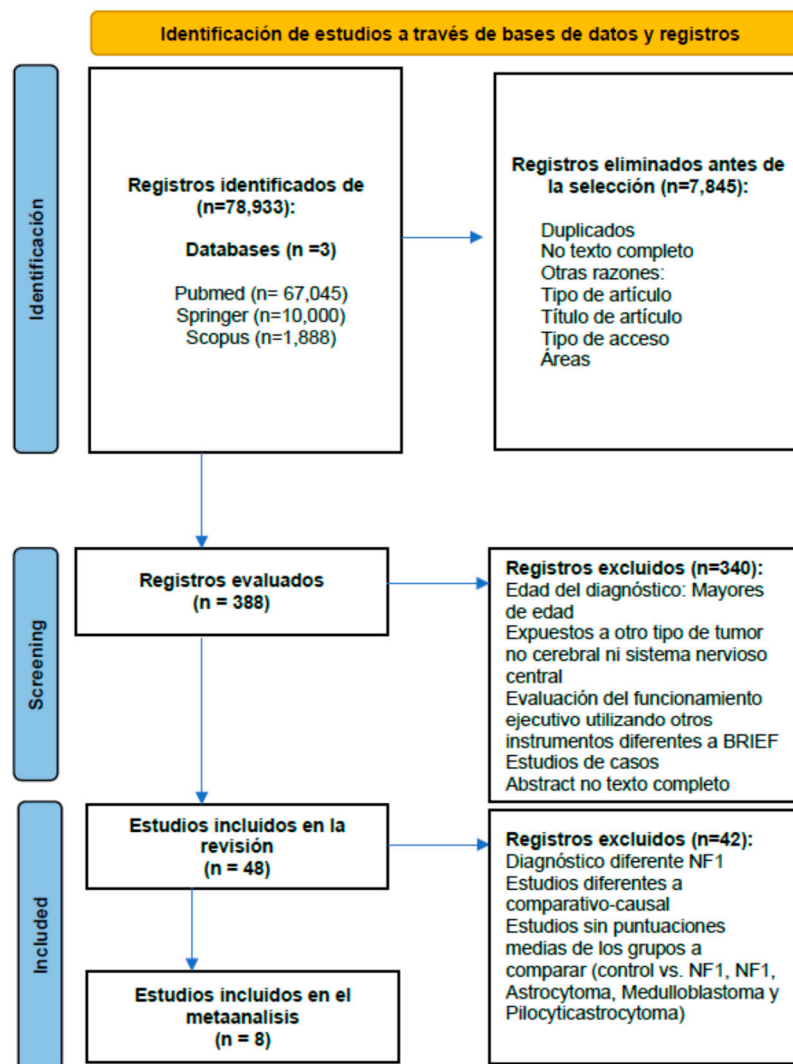 Identificación de estudios a través de bases de datos y registros
Identificación
Registros identificados de
(n=78,933):
Databases (n =3)
Pubmed (n= 67,045)
Springer (n=10,000)
Scopus (n=1,888)
Registros eliminados antes de
la selección (n=7,845):
Duplicados
No texto completo
Otras razones:
Tipo de artículo
Título de artículo
Tipo de acceso
Áreas
Screening
Registros evaluados
(n = 388)
Registros excluidos (n=340):
Edad del diagnóstico: Mayores
de edad
Expuestos a otro tipo de tumor
no cerebral ni sistema nervioso
central
Evaluación del funcionamiento
ejecutivo utilizando otros
instrumentos diferentes a BRIEF
Estudios de casos
Abstract no texto completo
Included
Estudios incluidos en la
revisión
(n = 48)
Registros excluidos (n=42):
Diagnóstico diferente NF1
Estudios diferentes a
comparativo-causal
Estudios sin puntuaciones
medias de los grupos a
comparar (control vs. NF1, NF1,
Astrocytoma, Medulloblastoma y
Pilocyticastrocytoma)
Estudios incluidos en el
metaanalisis
(n = 8)